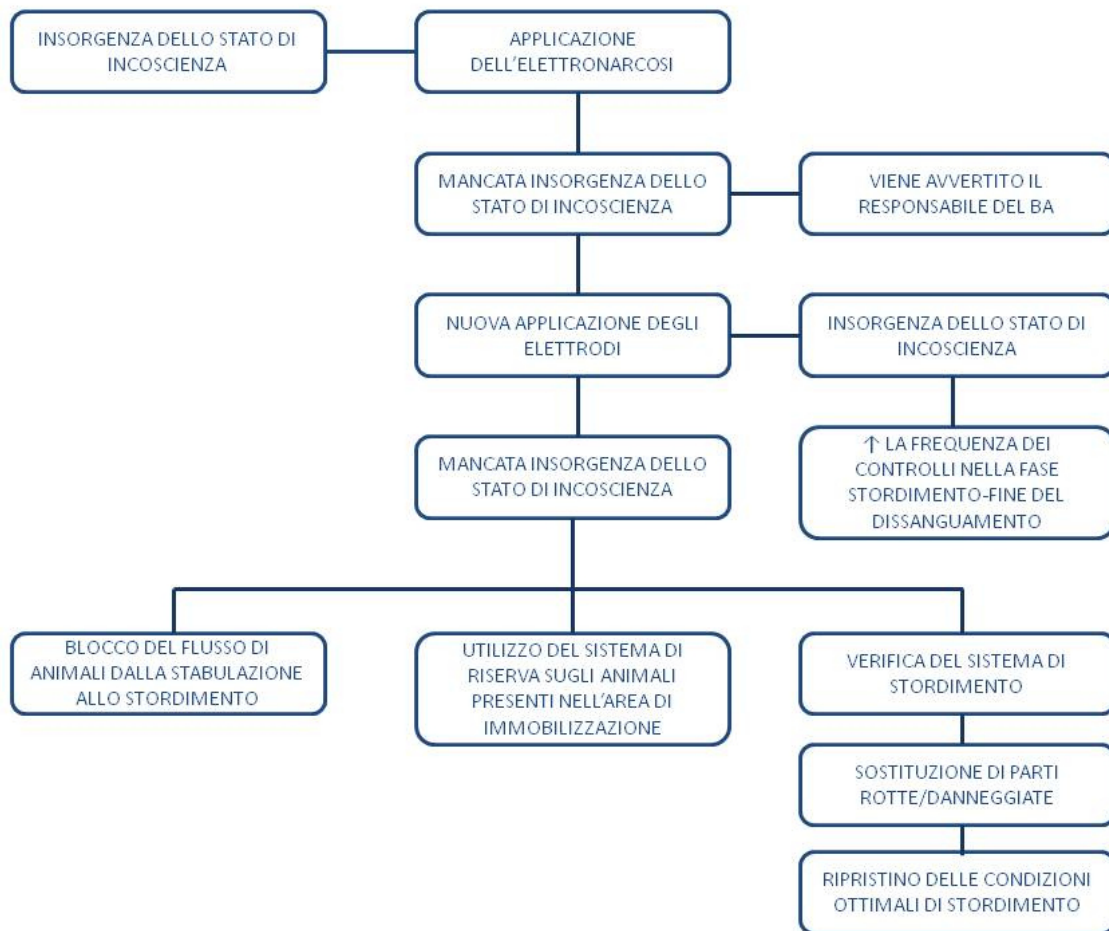 INSORGENZA DELLO STATO DI
INCOSCIENZA
APPLICAZIONE
DELL'ELETTRONARCOSI
MANCATA INSORGENZA DELLO
STATO DI INCOSCIENZA
VIENE AVVERTITO IL
RESPONSABILE DEL BA
NUOVA APPLICAZIONE DEGLI
ELETTRODI
INSORGENZA DELLO STATO DI
INCOSCIENZA
MANCATA INSORGENZA DELLO
STATO DI INCOSCIENZA
↑ LA FREQUENZA DEI
CONTROLLI NELLA FASE
STORDIMENTO-FINE DEL
DISSANGUAMENTO
BLOCCO DEL FLUSSO DI
ANIMALI DALLA STABULAZIONE
ALLO STORDIMENTO
UTILIZZO DEL SISTEMA DI
RISERVA SUGLI ANIMALI
PRESENTI NELL'AREA DI
IMMOBILIZZAZIONE
VERIFICA DEL SISTEMA DI
STORDIMENTO
SOSTITUZIONE DI PARTI
ROTTE/DANNEGGIATE
RIPRISTINO DELLE CONDIZIONI
OTTIMALI DI STORDIMENTO